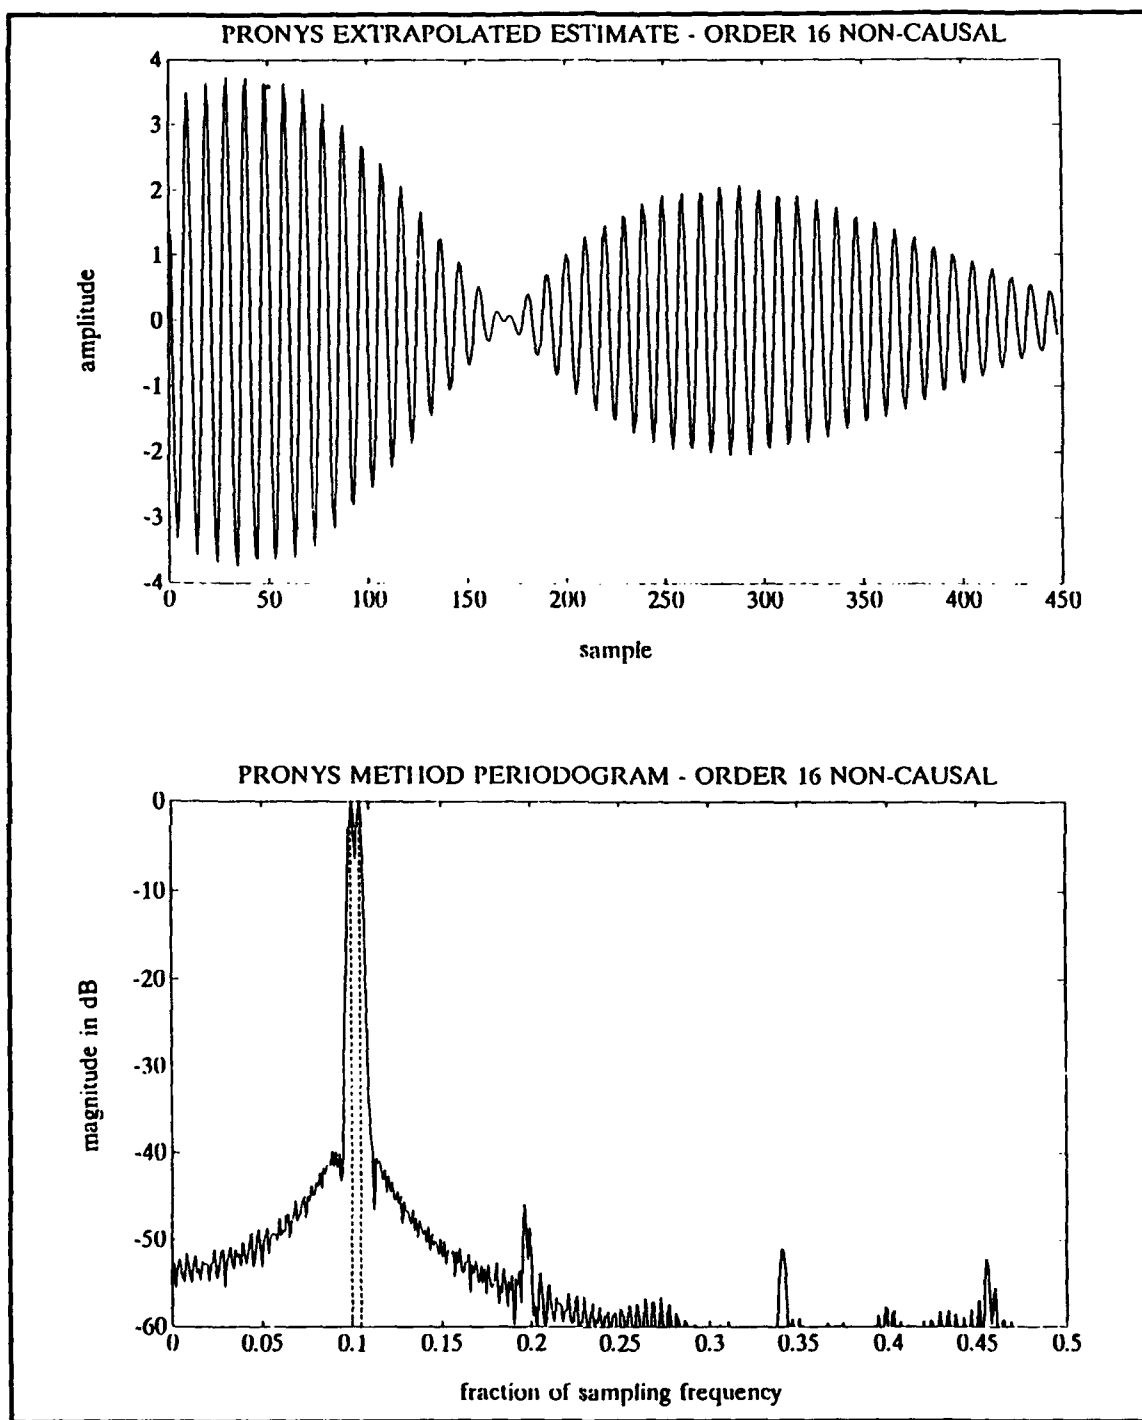 PRONYS EXTRAPOLATED ESTIMATE - ORDER 16 NON-CAUSAL
4
3
2
1
0
-1
-2
-3
-4
amplitude
0 50 100 150 200 250 300 350 400 450
sample
PRONYS METHOD PERIODOGRAM - ORDER 16 NON-CAUSAL
0
-10
-20
-30
-40
-50
-60
magnitude in dB
0 0.05 0.1 0.15 0.2 0.25 0.3 0.35 0.4 0.45 0.5
fraction of sampling frequency